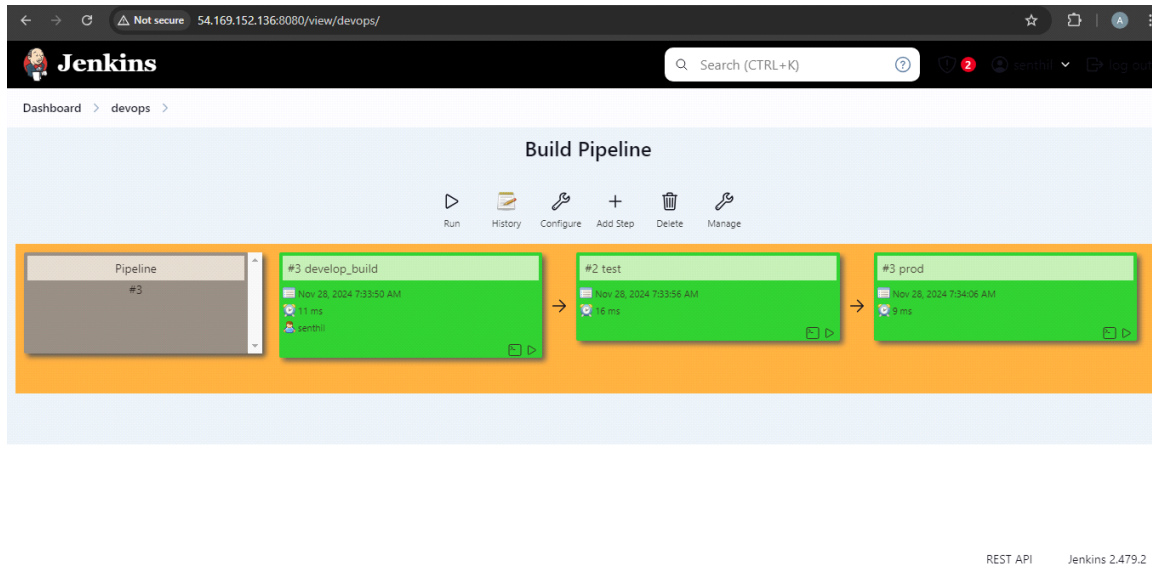 Not secure 54.169.152.136:8080/view/devops/
A
Jenkins
Search (CTRL+K)
?
2
senthil
log out
Dashboard > devops >
Build Pipeline
Run History Configure Add Step Delete Manage
Pipeline
#3
#3 develop_build
Nov 28, 2024 7:33:50 AM
11 ms
senthil
#2 test
Nov 28, 2024 7:33:56 AM
16 ms
#3 prod
Nov 28, 2024 7:34:06 AM
9 ms
REST API Jenkins 2.479.2